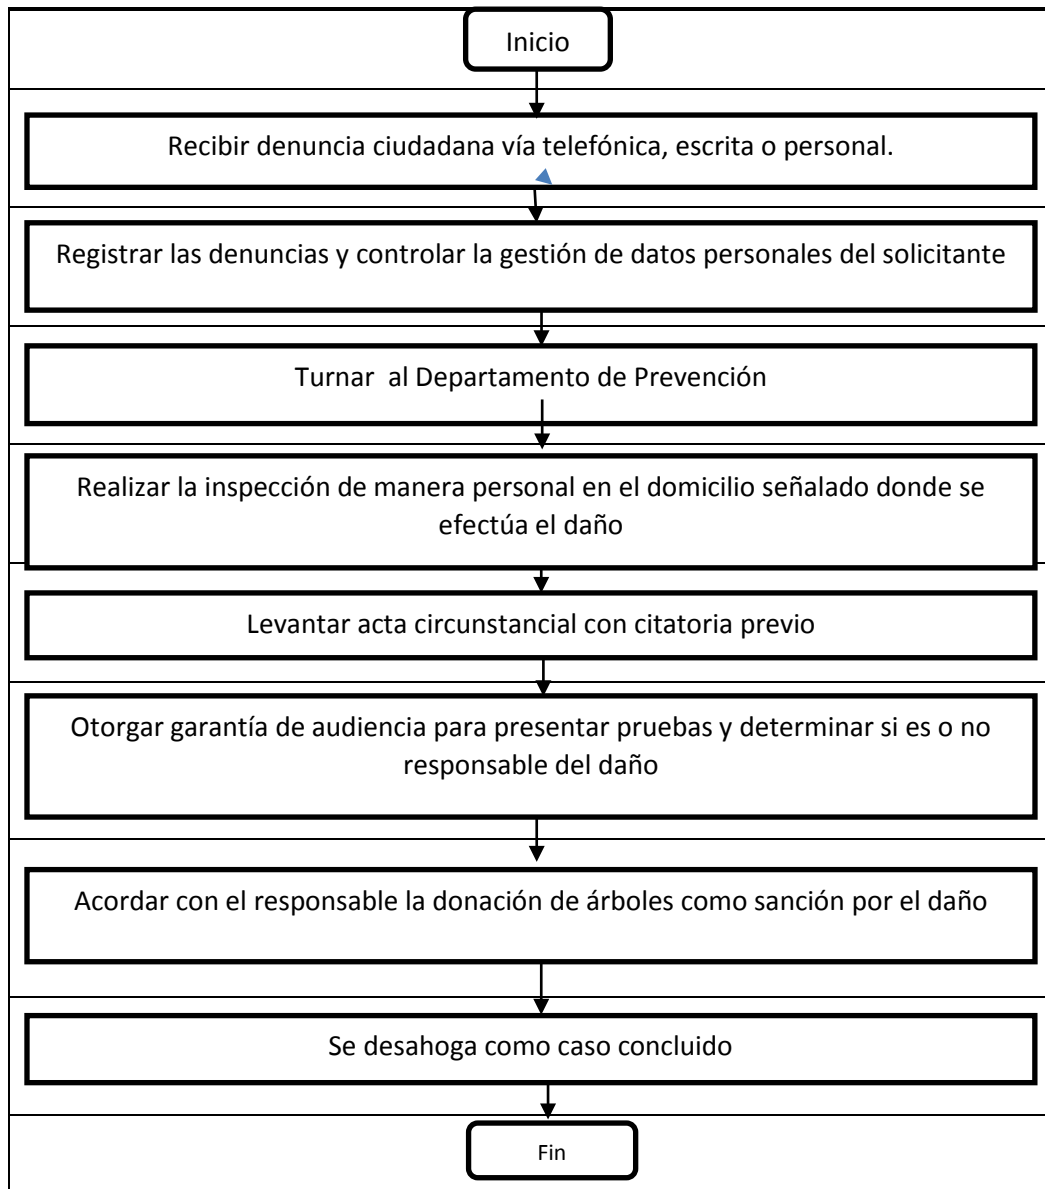 Inicio
Recibir denuncia ciudadana vía telefónica, escrita o personal.
Registrar las denuncias y controlar la gestión de datos personales del solicitante
Turnar  al Departamento de Prevención
Realizar la inspección de manera personal en el domicilio señalado donde se
efectúa el daño
Levantar acta circunstancial con citatoria previo
Otorgar garantía de audiencia para presentar pruebas y determinar si es o no
responsable del daño
Acordar con el responsable la donación de árboles como sanción por el daño
Se desahoga como caso concluido
Fin